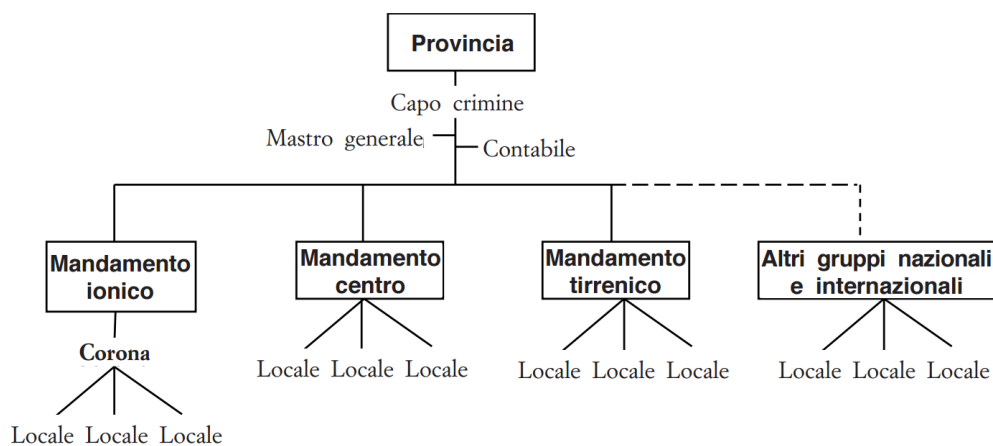 Provincia
Capo crimine
Mastro generale
Contabile
Mandamento
ionico
Mandamento
centro
Mandamento
tirrenico
Altri gruppi nazionali
e internazionali
Corona
Locale Locale Locale
Locale Locale Locale
Locale Locale Locale
Locale Locale Locale